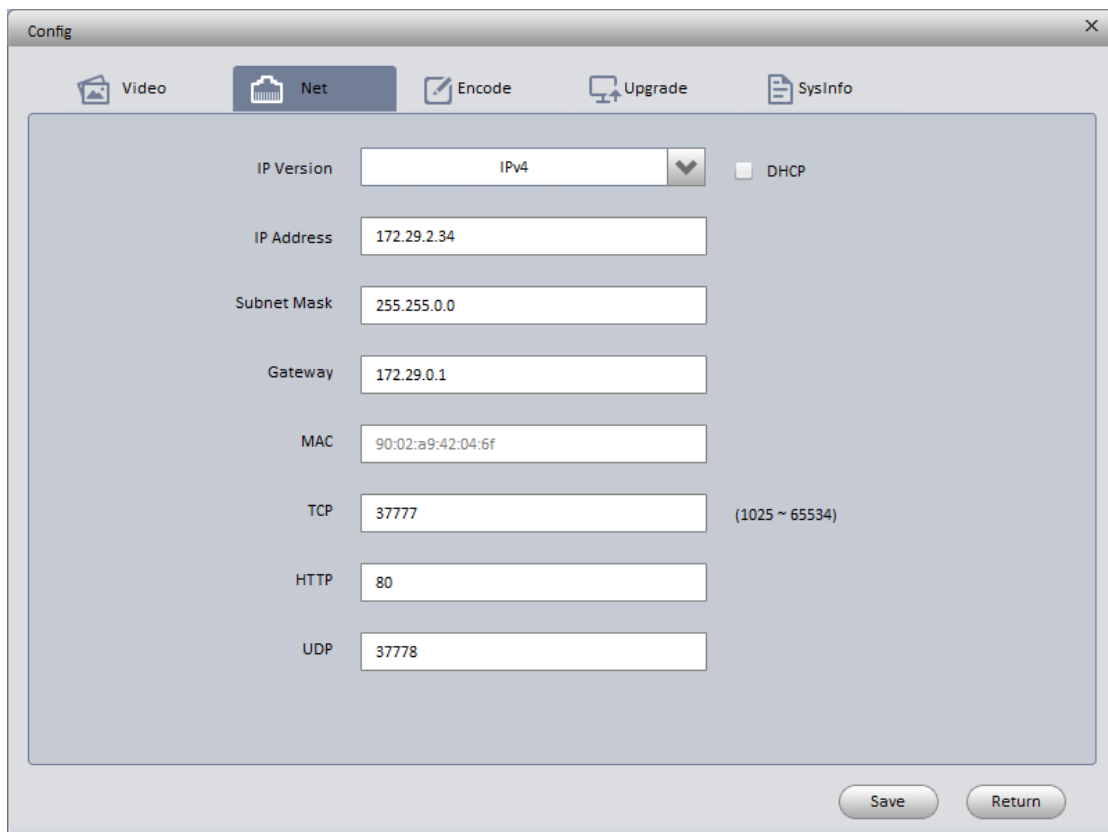 Config
Video Net Encode Upgrade SysInfo
IP Version IPv4 DHCP
IP Address 172.29.2.34
Subnet Mask 255.255.0.0
Gateway 172.29.0.1
MAC 90:02:a9:42:04:6f
TCP 37777 (1025 ~ 65534)
HTTP 80
UDP 37778
Save Return